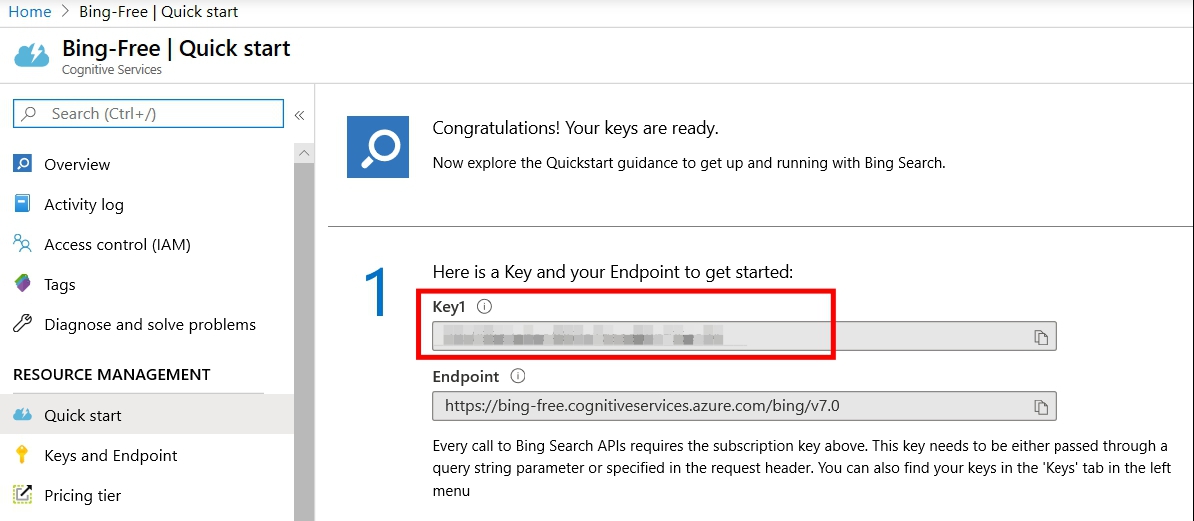 Home > Bing-Free | Quick start
Bing-Free | Quick start
Cognitive Services
Search (Ctrl+/)
«
Overview
Activity log
Access control (IAM)
Tags
Diagnose and solve problems
RESOURCE MANAGEMENT
Quick start
Keys and Endpoint
Pricing tier
Congratulations! Your keys are ready.
Now explore the Quickstart guidance to get up and running with Bing Search.
1
Here is a Key and your Endpoint to get started:
Key1
Endpoint
https://bing-free.cognitiveservices.azure.com/bing/v7.0
Every call to Bing Search APIs requires the subscription key above. This key needs to be either passed through a
query string parameter or specified in the request header. You can also find your keys in the 'Keys' tab in the left
menu